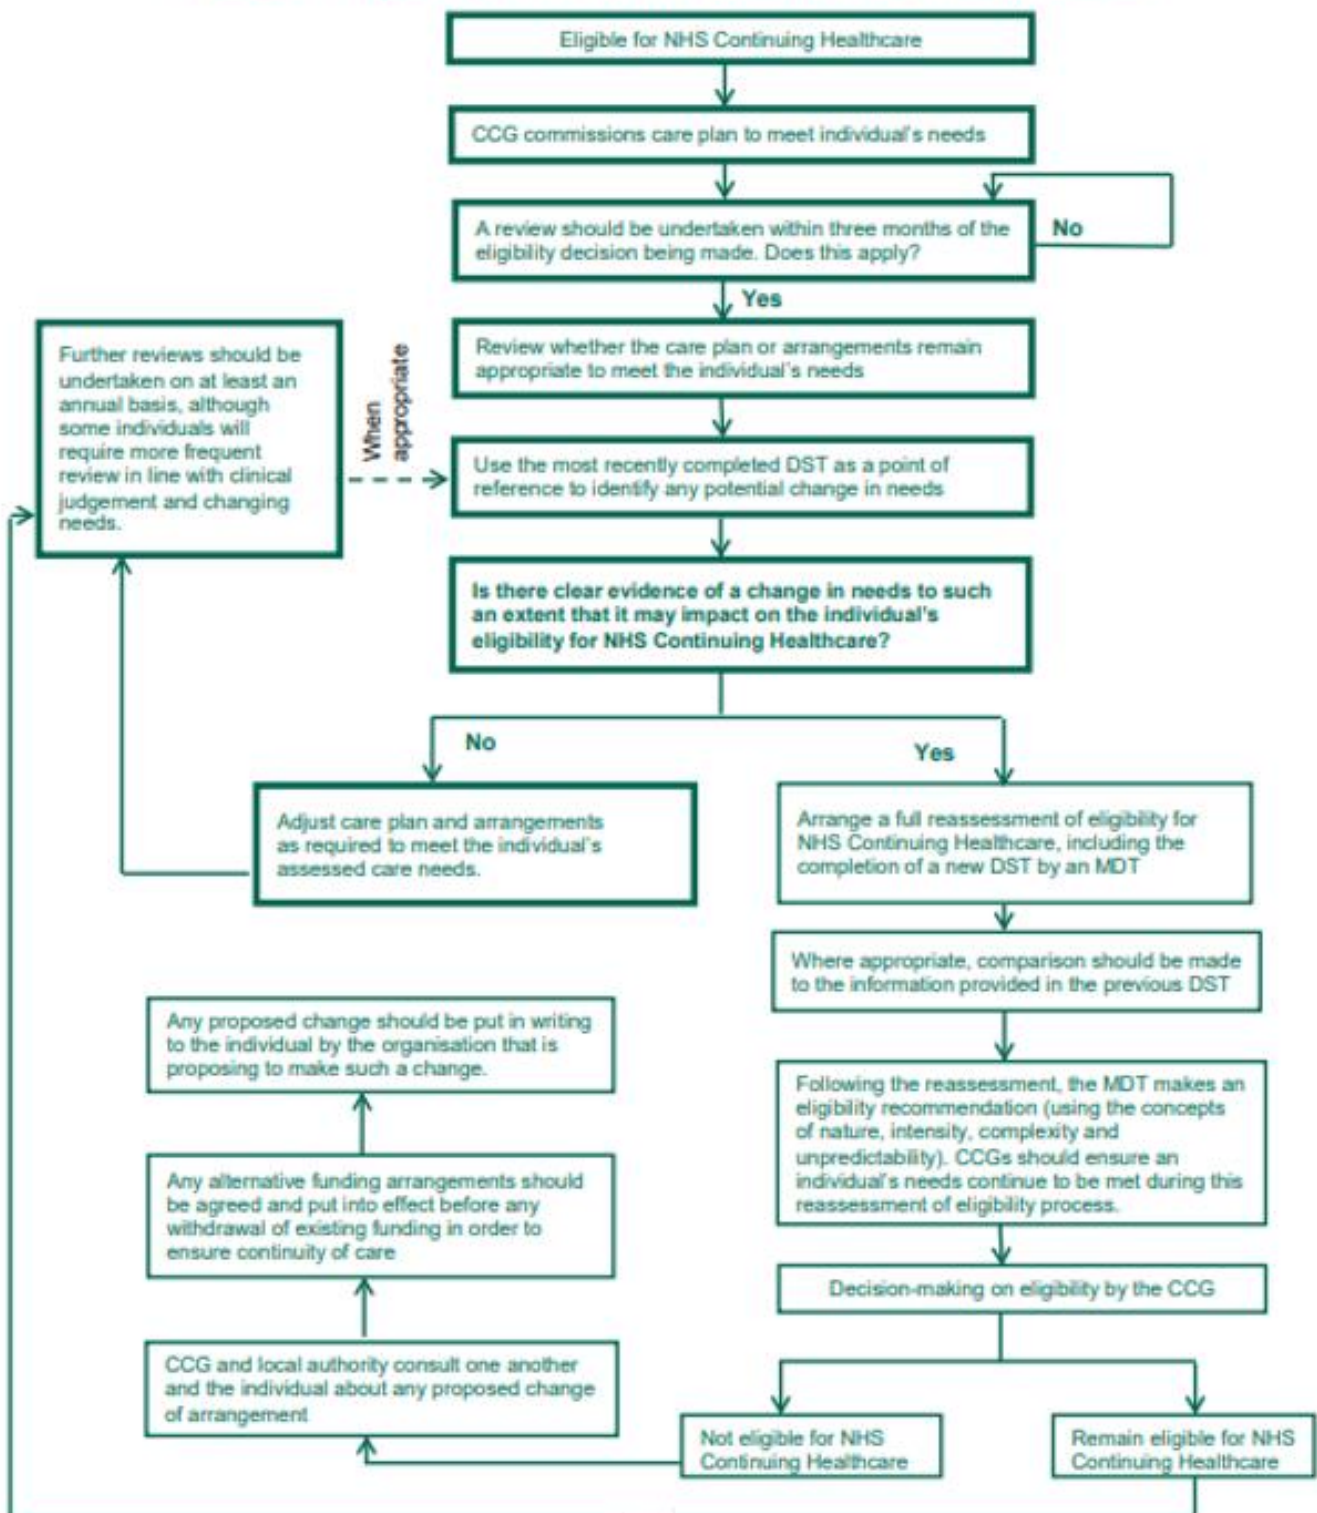 Eligible for NHS Continuing Healthcare
CCG commissions care plan to meet individual's needs
A review should be undertaken within three months of the
eligibility decision being made. Does this apply?
No
Yes
Review whether the care plan or arrangements remain
appropriate to meet the individual's needs
Further reviews should be
undertaken on at least an
annual basis, although
some individuals will
require more frequent
review in line with clinical
judgement and changing
needs.
When
appropriate
Use the most recently completed DST as a point of
reference to identify any potential change in needs
Is there clear evidence of a change in needs to such
an extent that it may impact on the individual's
eligibility for NHS Continuing Healthcare?
No
Yes
Adjust care plan and arrangements
as required to meet the individual's
assessed care needs.
Arrange a full reassessment of eligibility for
NHS Continuing Healthcare, including the
completion of a new DST by an MDT
Where appropriate, comparison should be made
to the information provided in the previous DST
Following the reassessment, the MDT makes an
eligibility recommendation (using the concepts
of nature, intensity, complexity and
unpredictability). CCGs should ensure an
individual's needs continue to be met during this
reassessment of eligibility process.
Decision-making on eligibility by the CCG
Not eligible for NHS
Continuing Healthcare
Remain eligible for NHS
Continuing Healthcare
CCG and local authority consult one another
and the individual about any proposed change
of arrangement
Any alternative funding arrangements should
be agreed and put into effect before any
withdrawal of existing funding in order to
ensure continuity of care
Any proposed change should be put in writing
to the individual by the organisation that is
proposing to make such a change.